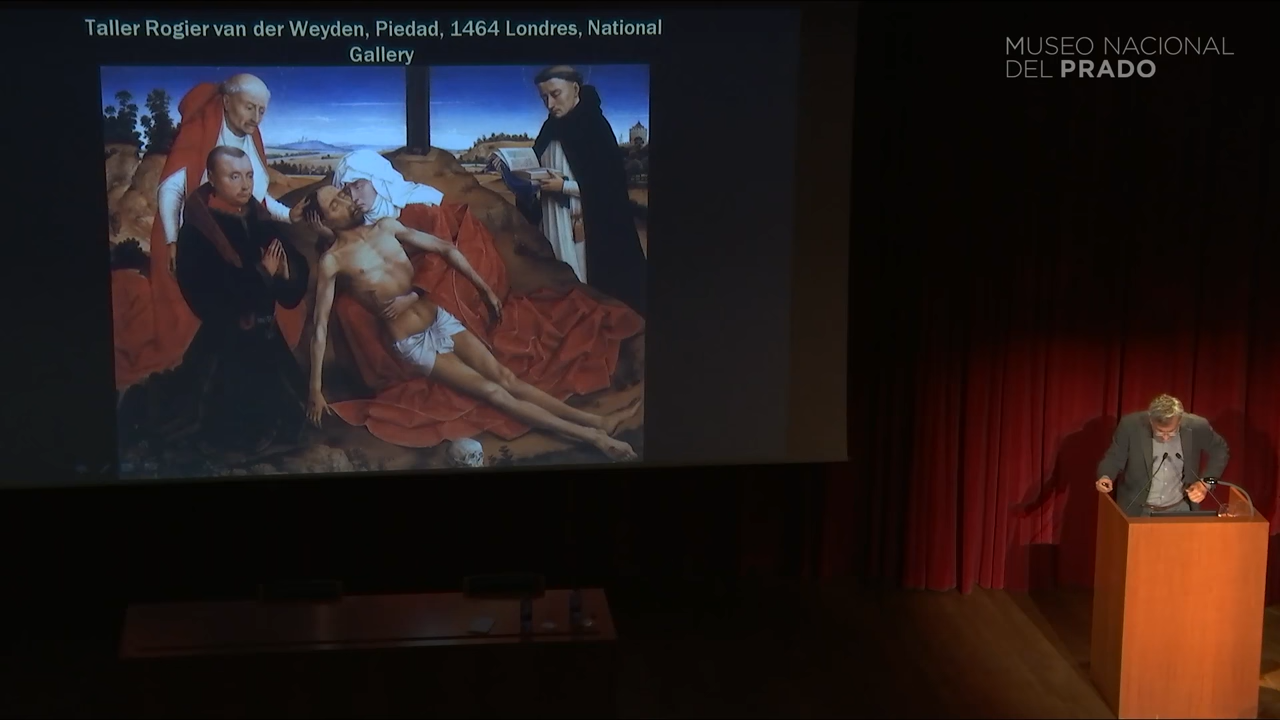 Taller Rogier van der Weyden, Piedad, 1464 Londres, National
Gallery
MUSEO NACIONAL
DEL PRADO